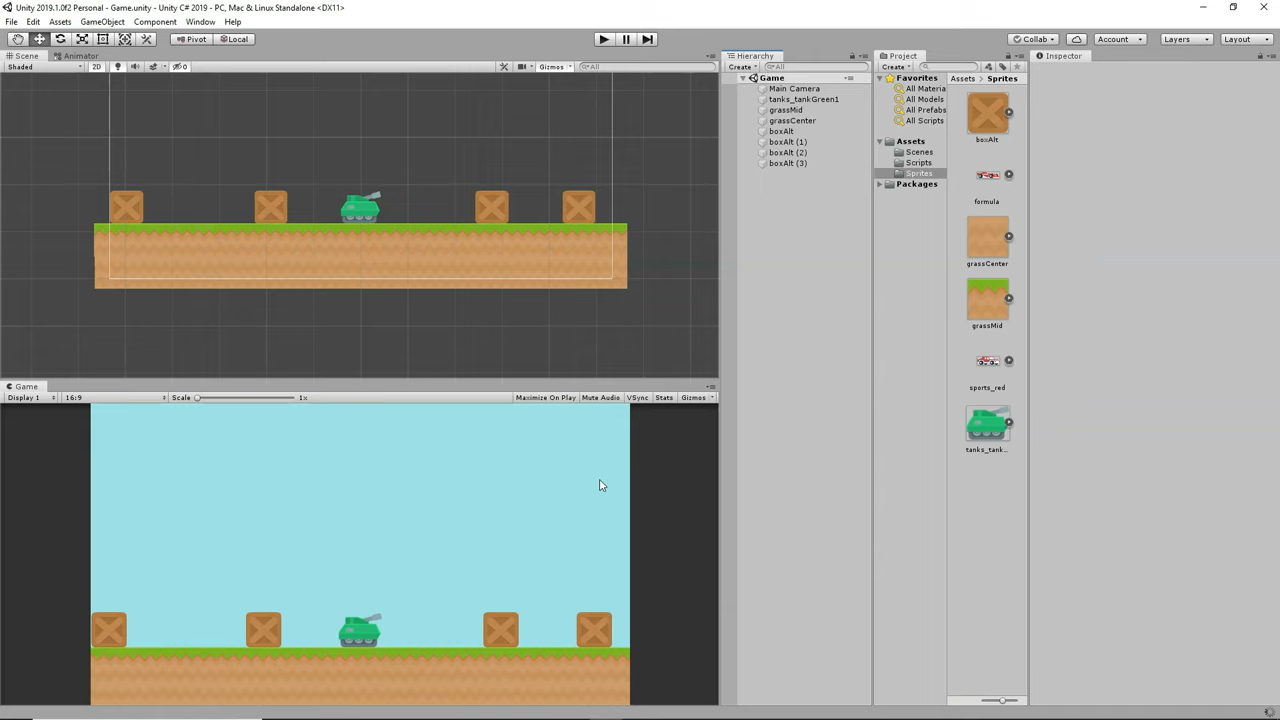 Unity 2019.1.0f2 Personal - Game.unity - Unity C# 2019 - PC, Mac & Linux Standalone <DX11>
File Edit Assets GameObject Component Window Help
Pivot Local Collab Account Layers Layout
Scene Animator
Shaded 2D 0 Gizmos All
Hierarchy
Create All
Game
Main Camera
tanks_tankGreen1
grassMid
grassCenter
boxAlt
boxAlt (1)
boxAlt (2)
boxAlt (3)
Project
Create
Favorites
All Materia
All Models
All Prefabs
All Scripts
Assets
Scenes
Scripts
Sprites
Packages
Assets Sprites
boxAlt
formula
grassCenter
grassMid
sports_red
tanks_tank...
Inspector
Game
Display 1 16:9 Scale 1x Maximize On Play Mute Audio VSync Stats Gizmos